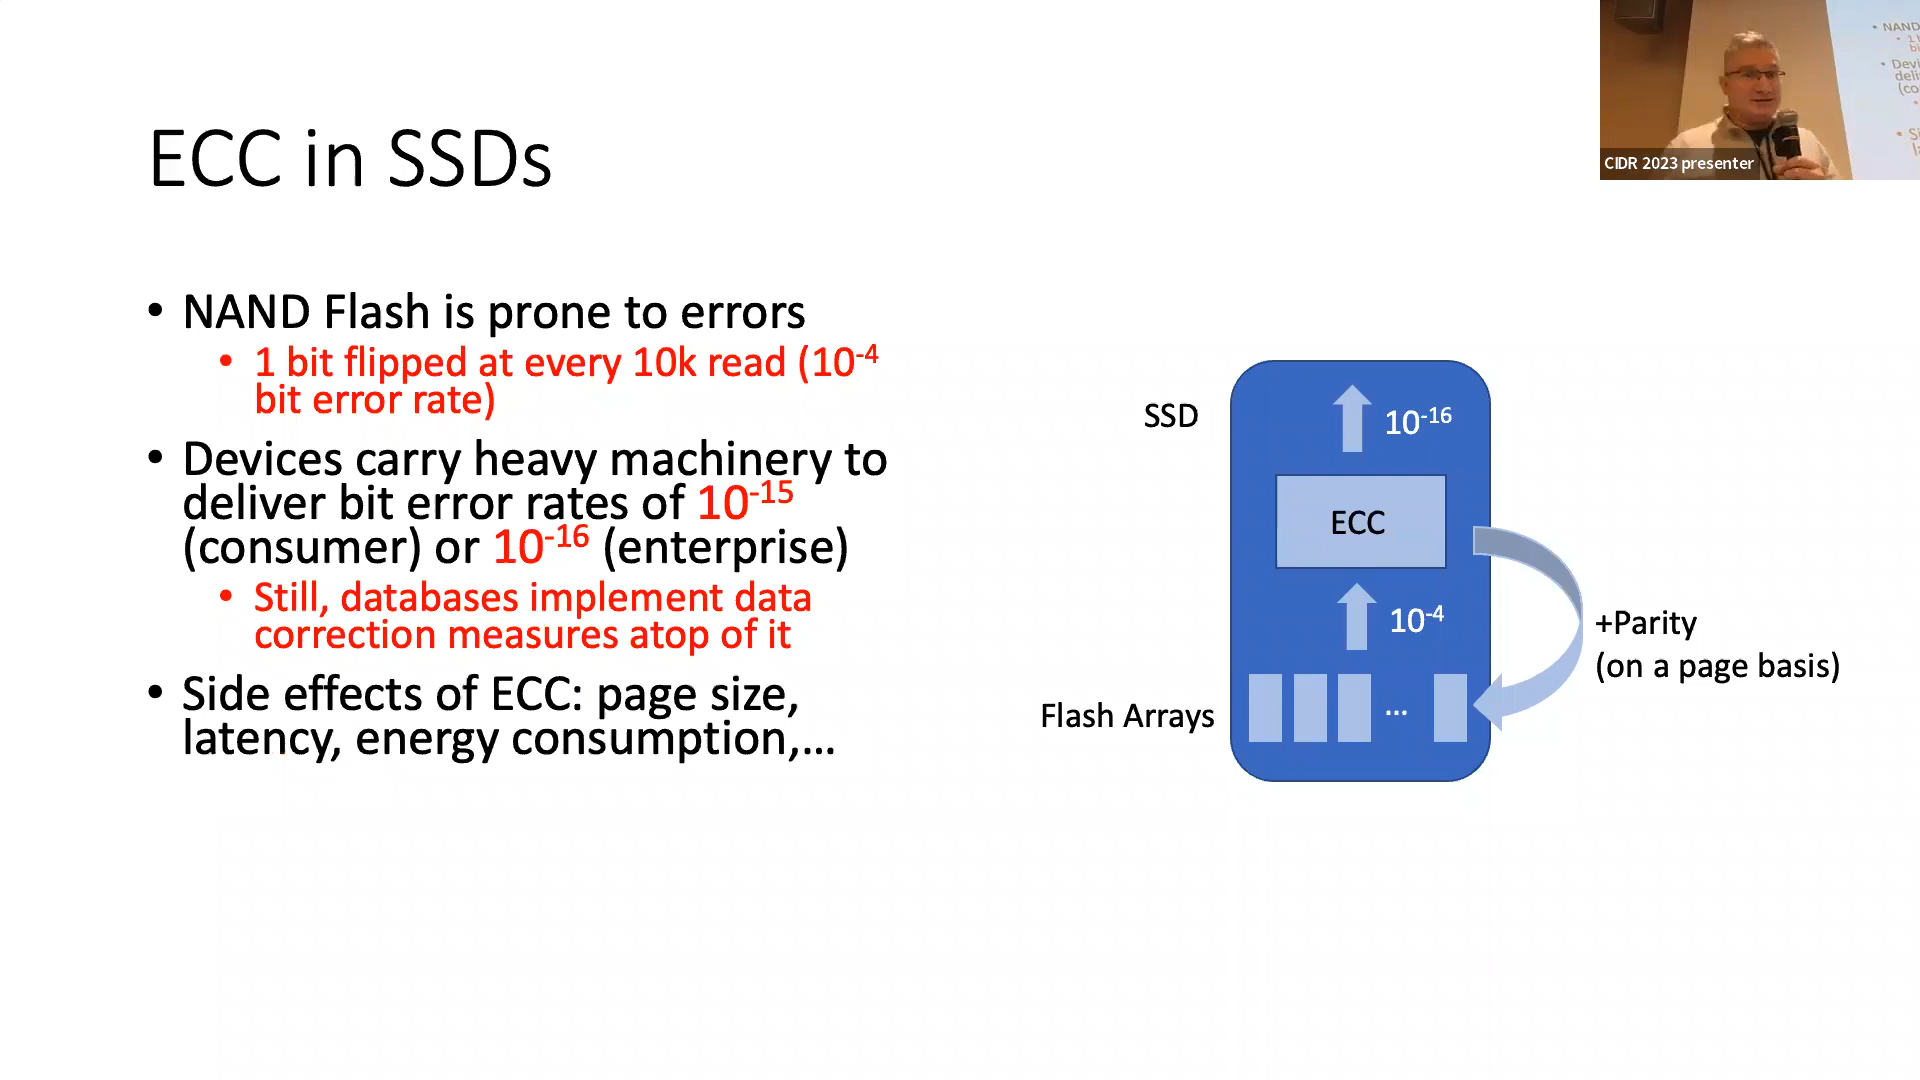 ECC in SSDs
• NAND Flash is prone to errors
• 1 bit flipped at every 10k read (10⁻⁴
bit error rate)
• Devices carry heavy machinery to
deliver bit error rates of 10⁻¹⁵
(consumer) or 10⁻¹⁶ (enterprise)
• Still, databases implement data
correction measures atop of it
• Side effects of ECC: page size,
latency, energy consumption,...
SSD
10⁻¹⁶
ECC
10⁻⁴
+Parity
(on a page basis)
Flash Arrays
...
CIDR 2023 presenter
• NAND